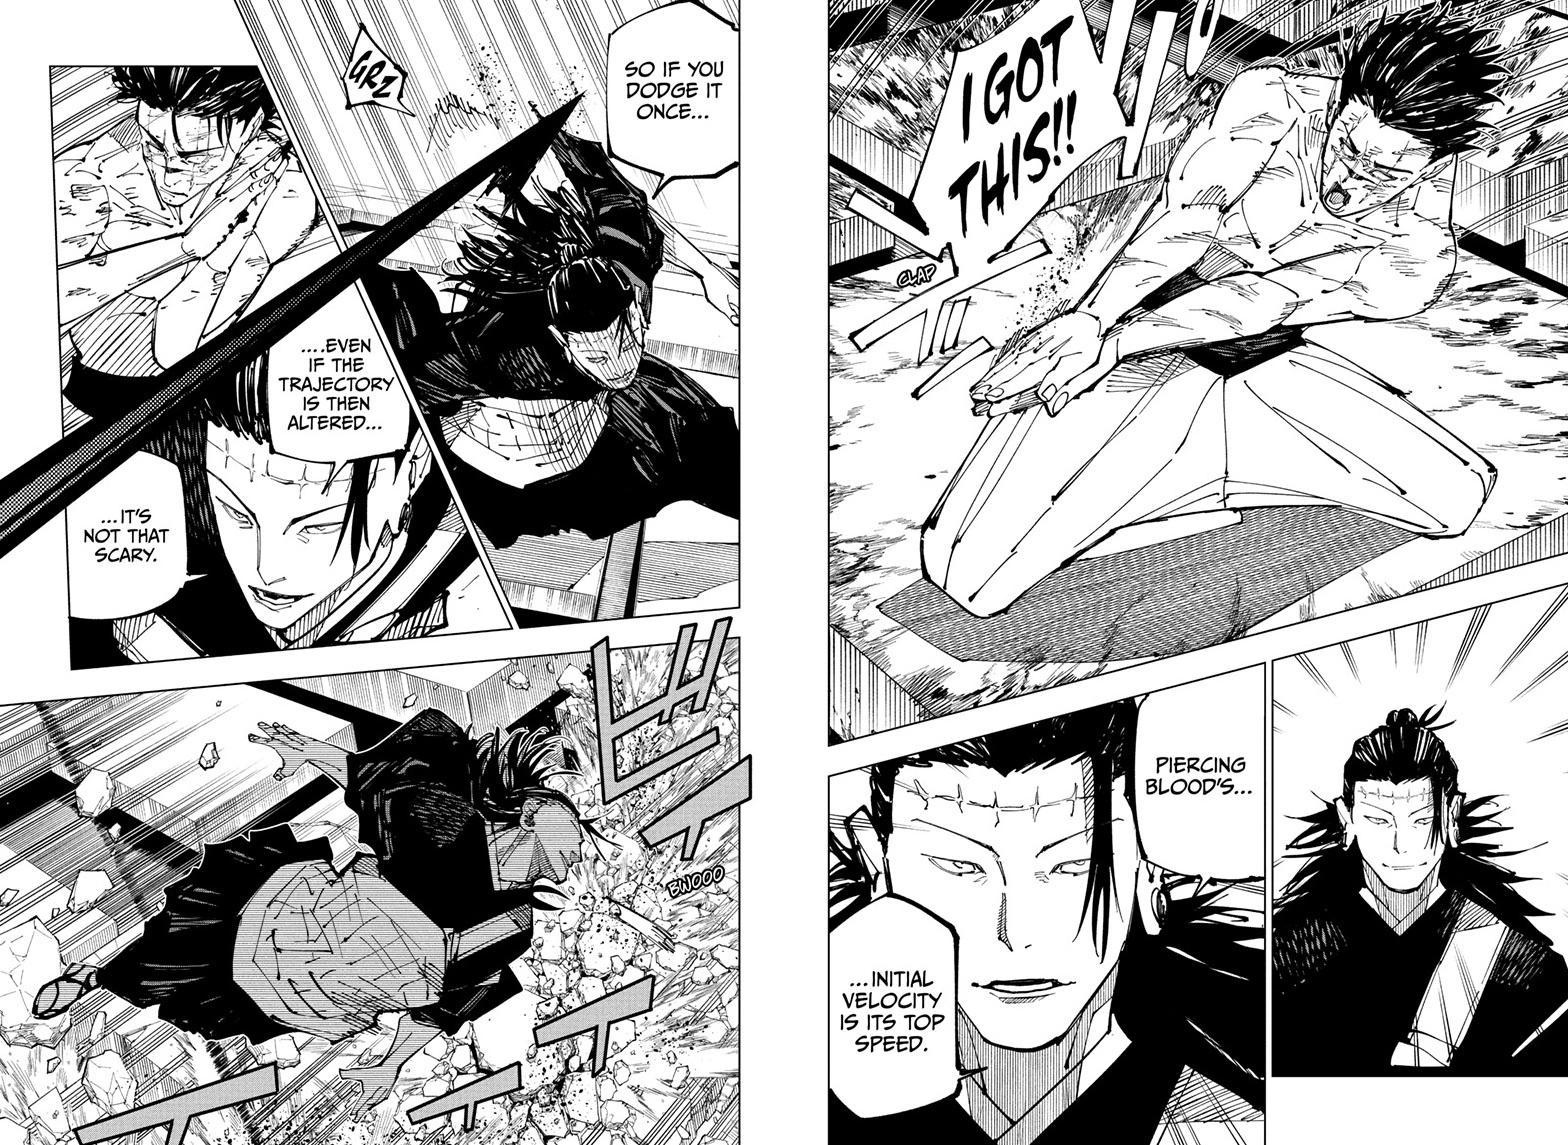 I GOT
THIS!!
CLAP
PIERCING
BLOOD'S...
...INITIAL
VELOCITY
IS ITS TOP
SPEED.
SO IF YOU
DODGE IT
ONCE...
GRZ
....EVEN
IF THE
TRAJECTORY
IS THEN
ALTERED...
...IT'S
NOT THAT
SCARY.
BWOOO